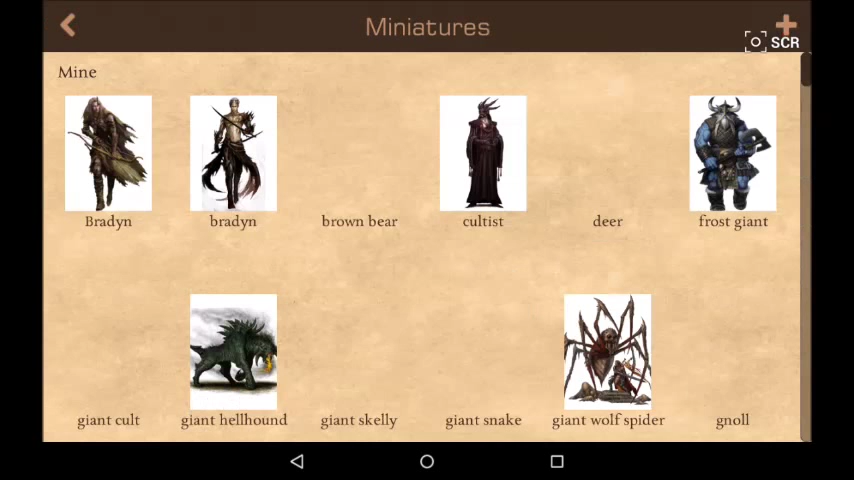 Miniatures
SCR
Mine
Bradyn
bradyn
brown bear
cultist
deer
frost giant
giant cult
giant hellhound
giant skelly
giant snake
giant wolf spider
gnoll